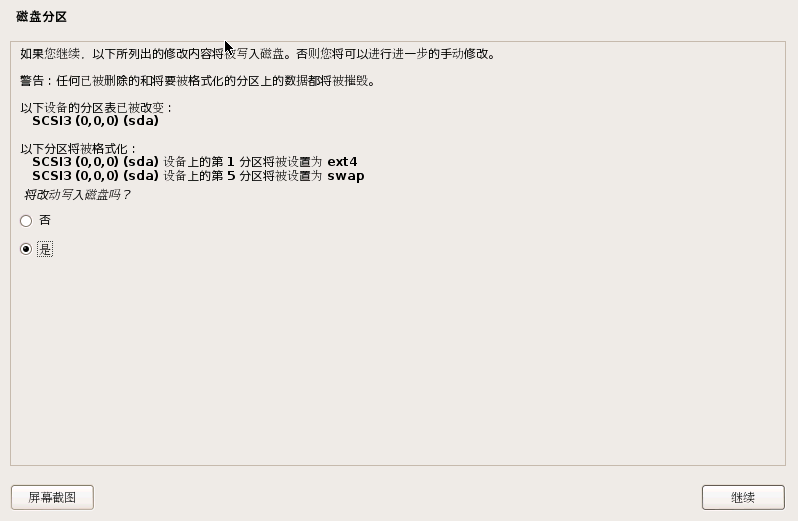 磁盘分区
如果您继续，以下所列出的修改内容将被写入磁盘。否则您将可以进行进一步的手动修改。
警告：任何已被删除的和将要被格式化的分区上的数据都将被摧毁。
以下设备的分区表已被改变：
SCSI3 (0,0,0) (sda)
以下分区将被格式化：
SCSI3 (0,0,0) (sda) 设备上的第 1 分区将被设置为 ext4
SCSI3 (0,0,0) (sda) 设备上的第 5 分区将被设置为 swap
将改动写入磁盘吗？
否
是
屏幕截图
继续